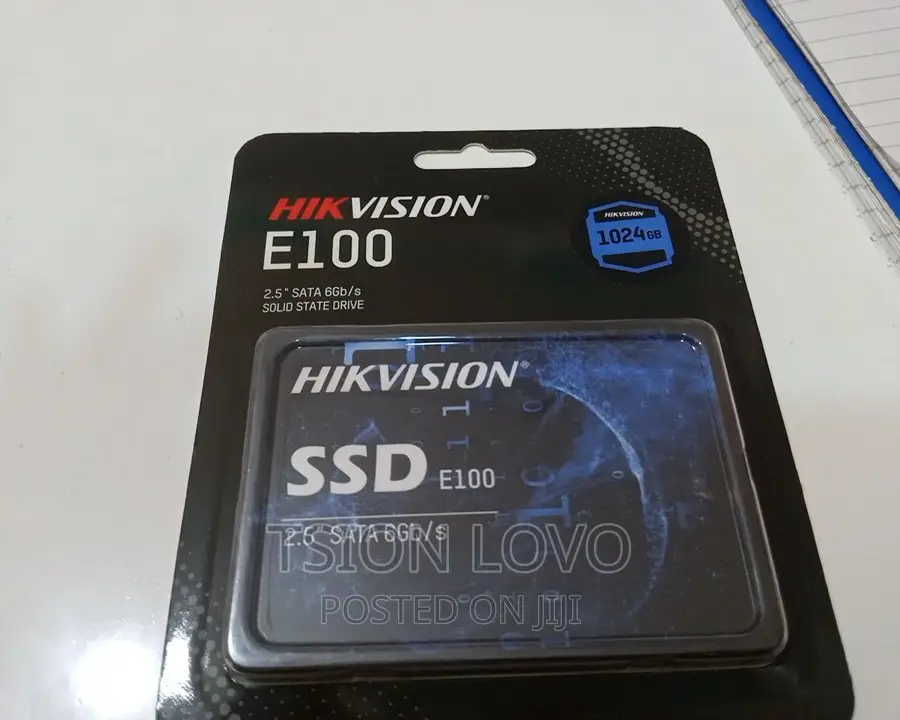 HIKVISION®
E100
2.5" SATA 6Gb/s
SOLID STATE DRIVE
HIKVISION
1024GB
HIKVISION®
SSD E100
2.5" SATA 6Gb/s
TSION LOVO
POSTED ON JIJI